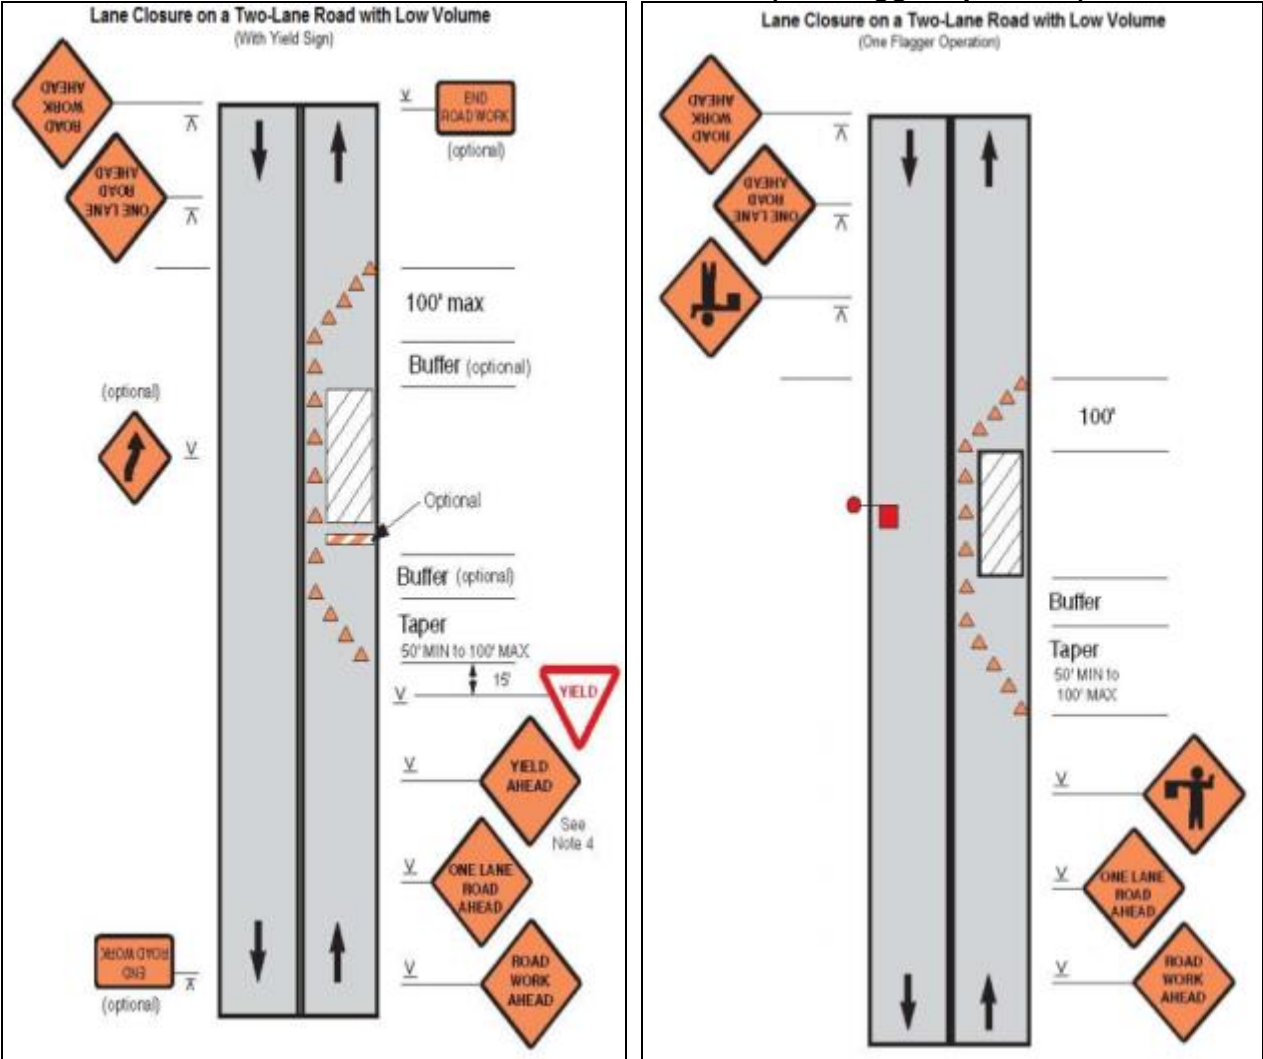 Lane Closure on a Two-Lane Road with Low Volume
(With Yield Sign)
ROAD
WORK
AHEAD
END
ROAD WORK
(optional)
ONE LANE
ROAD
AHEAD
100' max
Buffer (optional)
(optional)
Optional
Buffer (optional)
Taper
50' MIN to 100' MAX
15'
YIELD
YIELD
AHEAD
See
Note 4
ONE LANE
ROAD
AHEAD
ROAD
WORK
AHEAD
END
ROAD WORK
(optional)
Lane Closure on a Two-Lane Road with Low Volume
(One Flagger Operation)
ROAD
WORK
AHEAD
ONE LANE
ROAD
AHEAD
100'
Buffer
Taper
50' MIN to
100' MAX
ONE LANE
ROAD
AHEAD
ROAD
WORK
AHEAD